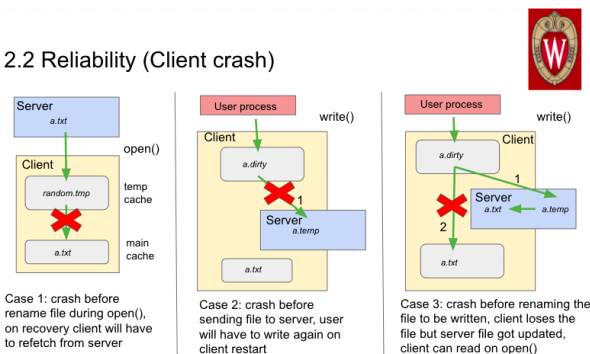 2.2 Reliability (Client crash)
W
Server
a.txt
open()
Client
random.tmp
temp
cache
a.txt
main
cache
Case 1: crash before
rename file during open(),
on recovery client will have
to refetch from server
User process
write()
Client
a.dirty
1
Server
a.temp
a.txt
Case 2: crash before
sending file to server, user
will have to write again on
client restart
User process
write()
Client
a.dirty
1
Server
a.txt
a.temp
2
a.txt
Case 3: crash before renaming the
file to be written, client loses the
file but server file got updated,
client can read on open()